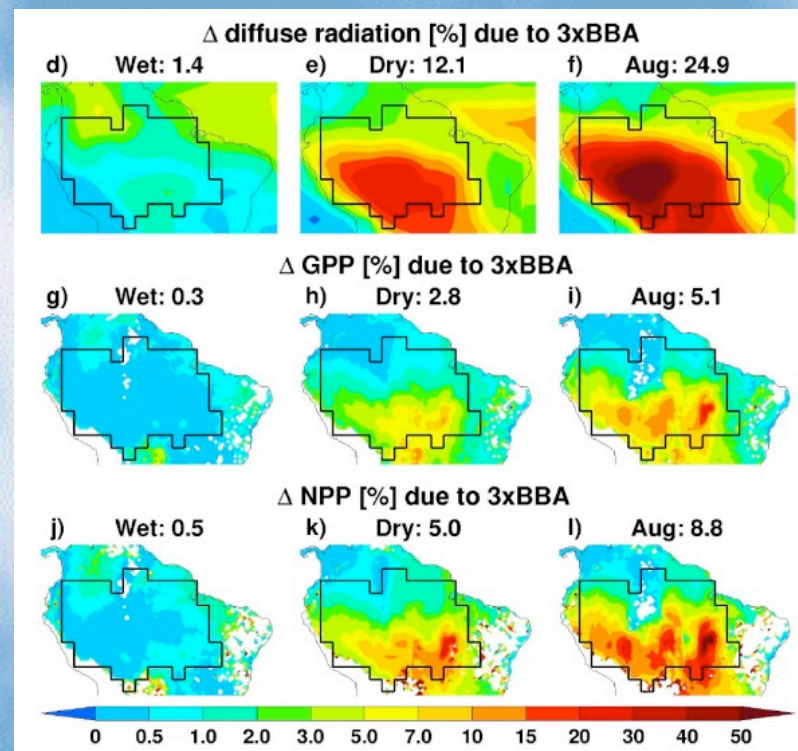 Δ diffuse radiation [%] due to 3xBBA
d) Wet: 1.4 e) Dry: 12.1 f) Aug: 24.9
Δ GPP [%] due to 3xBBA
g) Wet: 0.3 h) Dry: 2.8 i) Aug: 5.1
Δ NPP [%] due to 3xBBA
j) Wet: 0.5 k) Dry: 5.0 l) Aug: 8.8
0 0.5 1.0 2.0 3.0 5.0 7.0 10 15 20 30 40 50